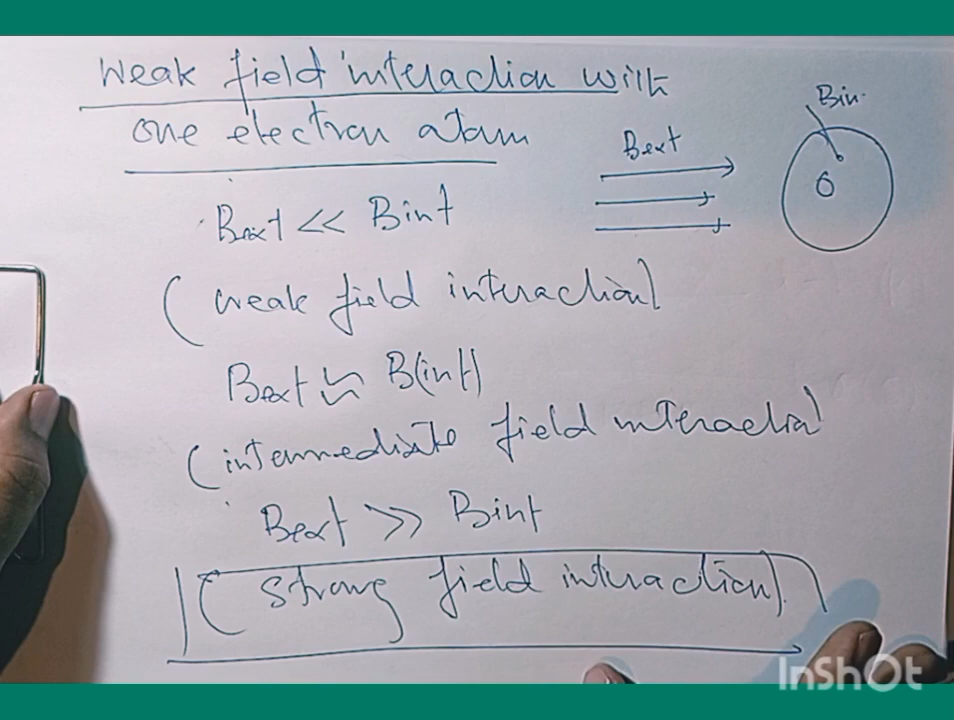 Weak field interaction with
one electron atom
Bext
Bin.
Bext << Bint
(weak field interaction)
Bext ≃ B(int)
(intermediate field interaction)
Bext >> Bint
(strong field interaction)
InShOt